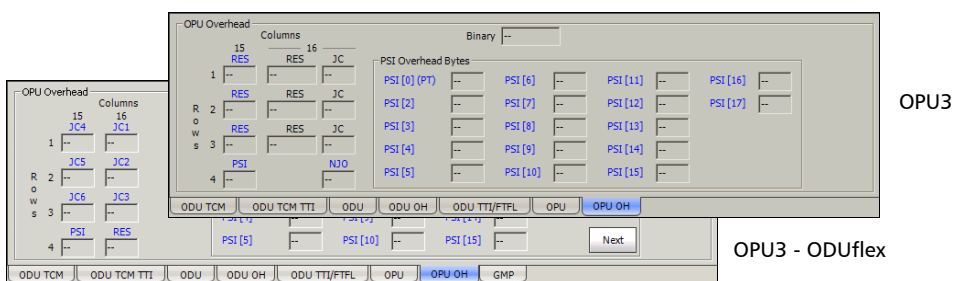 OPU Overhead
Columns
Binary --
15 16
RES RES JC
PSI Overhead Bytes
1 -- -- --
PSI [0] (PT) -- PSI [6] -- PSI [11] -- PSI [16] --
RES RES JC
PSI [2] -- PSI [7] -- PSI [12] -- PSI [17] --
Rows
2 -- -- --
RES RES JC
PSI [3] -- PSI [8] -- PSI [13] --
3 -- -- --
PSI [4] -- PSI [9] -- PSI [14] --
PSI NJO
PSI [5] -- PSI [10] -- PSI [15] --
4 -- --
ODU TCM ODU TCM TTI ODU ODU OH ODU TTI/FTFL OPU OPU OH
OPU3
OPU Overhead
Columns
15 16
JC4 JC1
1 -- --
JC5 JC2
Rows
2 -- --
JC6 JC3
3 -- --
PSI RES
4 -- --
PSI [5] -- PSI [10] -- PSI [15] -- Next
ODU TCM ODU TCM TTI ODU ODU OH ODU TTI/FTFL OPU OPU OH GMP
OPU3 - ODUflex